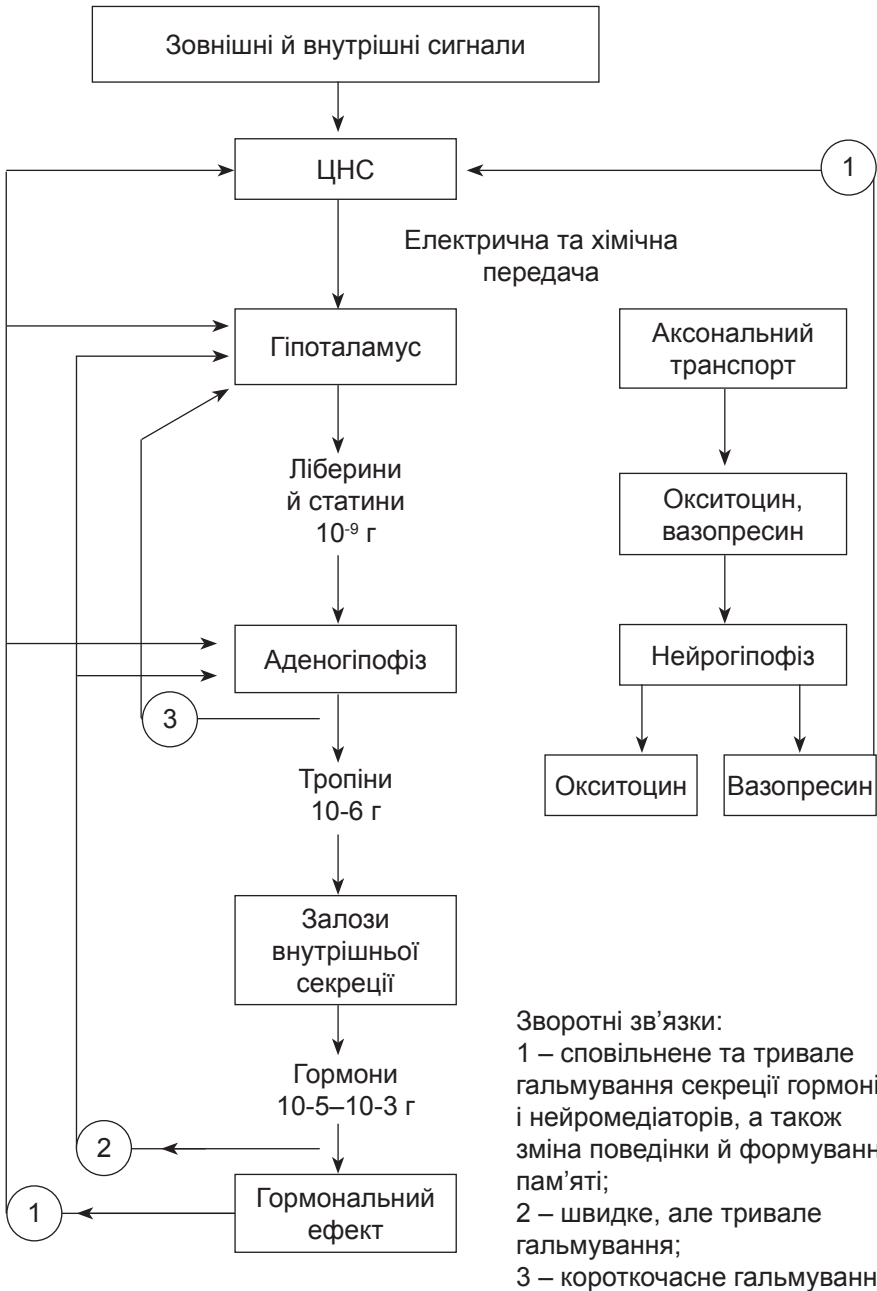 Зовнішні й внутрішні сигнали
ЦНС
1
Електрична та хімічна
передача
Гіпоталамус
Аксональний
транспорт
Ліберини
й статини
10⁻⁹ г
Окситоцин,
вазопресин
Аденогіпофіз
Нейрогіпофіз
3
Тропіни
10-6 г
Окситоцин
Вазопресин
Залози
внутрішньої
секреції
Гормони
10-5–10-3 г
2
Гормональний
ефект
1
Зворотні зв’язки:
1 – сповільнене та тривале
гальмування секреції гормоні
і нейромедіаторів, а також
зміна поведінки й формуванн
пам’яті;
2 – швидке, але тривале
гальмування;
3 – короткочасне гальмуванн